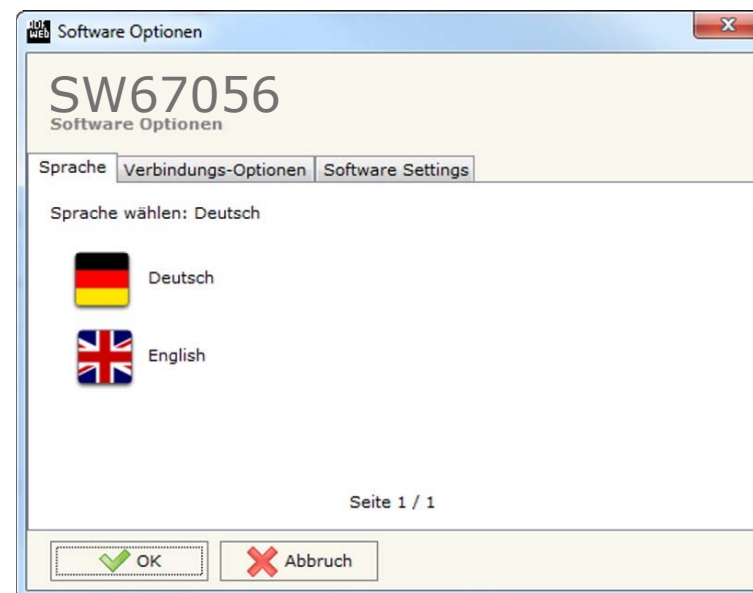 Software Optionen
SW67056
Software Optionen
Sprache Verbindungs-Optionen Software Settings
Sprache wählen: Deutsch
Deutsch
English
Seite 1 / 1
OK Abbruch